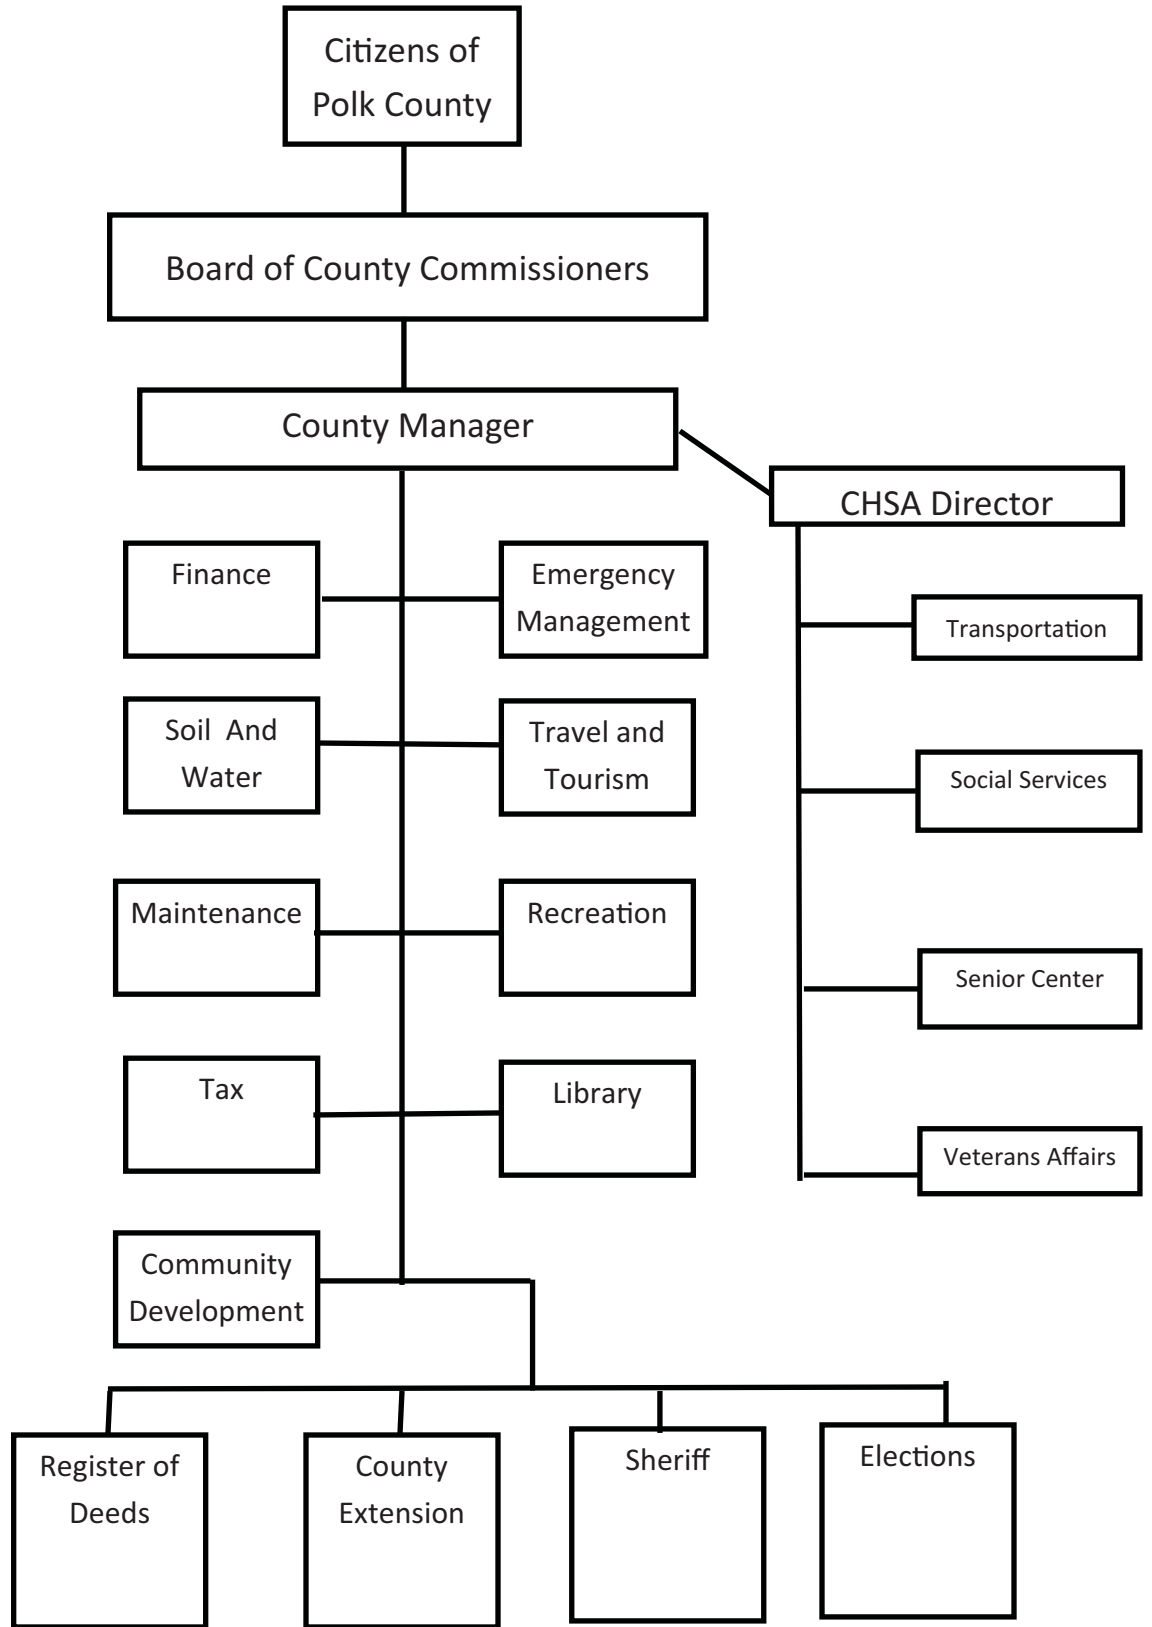 Citizens of
Polk County
Board of County Commissioners
County Manager
CHSA Director
Finance
Emergency
Management
Transportation
Soil And
Water
Travel and
Tourism
Social Services
Maintenance
Recreation
Senior Center
Tax
Library
Veterans Affairs
Community
Development
Register of
Deeds
County
Extension
Sheriff
Elections